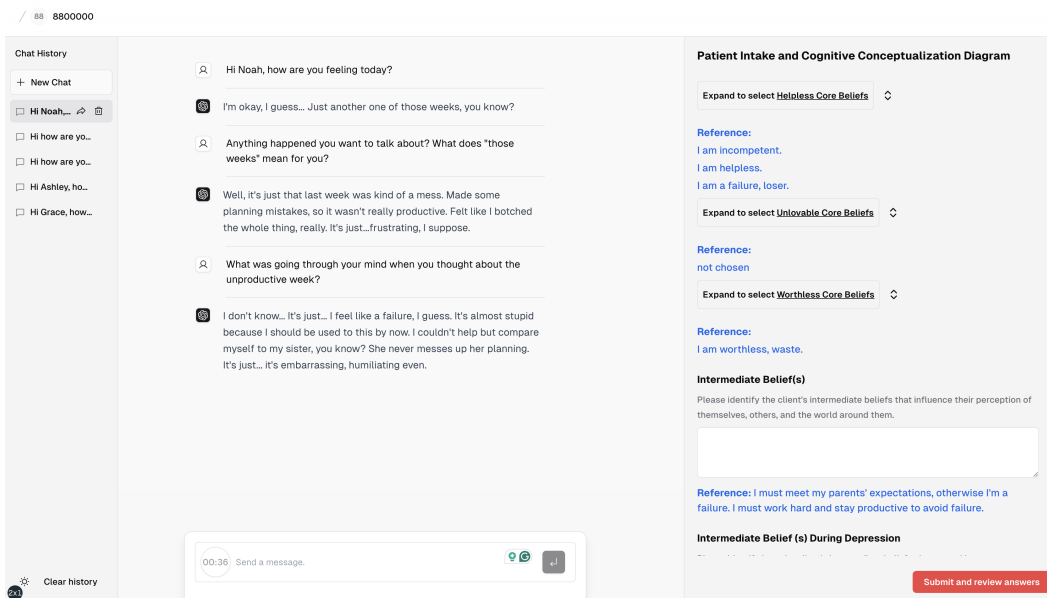 / 88 8800000
Chat History
+ New Chat
Hi Noah,...
Hi how are yo...
Hi how are yo...
Hi Ashley, ho...
Hi Grace, how...
Clear history
2x1
Hi Noah, how are you feeling today?
I'm okay, I guess... Just another one of those weeks, you know?
Anything happened you want to talk about? What does "those
weeks" mean for you?
Well, it's just that last week was kind of a mess. Made some
planning mistakes, so it wasn't really productive. Felt like I botched
the whole thing, really. It's just...frustrating, I suppose.
What was going through your mind when you thought about the
unproductive week?
I don't know... It's just... I feel like a failure, I guess. It's almost stupid
because I should be used to this by now. I couldn't help but compare
myself to my sister, you know? She never messes up her planning.
It's just... it's embarrassing, humiliating even.
00:36 Send a message.
Patient Intake and Cognitive Conceptualization Diagram
Expand to select Helpless Core Beliefs
Reference:
I am incompetent.
I am helpless.
I am a failure, loser.
Expand to select Unlovable Core Beliefs
Reference:
not chosen
Expand to select Worthless Core Beliefs
Reference:
I am worthless, waste.
Intermediate Belief(s)
Please identify the client's intermediate beliefs that influence their perception of
themselves, others, and the world around them.
Reference: I must meet my parents' expectations, otherwise I'm a
failure. I must work hard and stay productive to avoid failure.
Intermediate Belief (s) During Depression
Submit and review answers